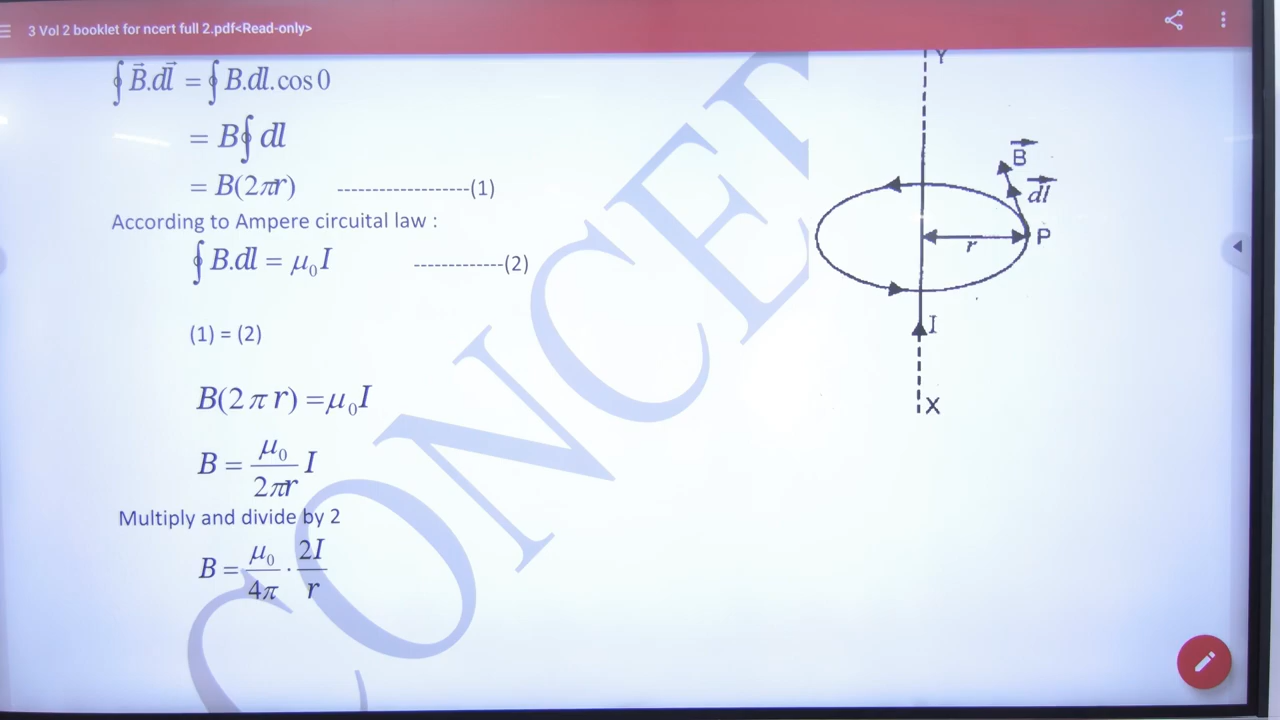 3 Vol 2 booklet for ncert full 2.pdf<Read-only>
∮ B⃗.dl⃗ = ∮ B.dl.cos 0
= B∮ dl
= B(2πr) -------------------(1)
According to Ampere circuital law :
∮ B.dl = μ₀I -------------(2)
(1) = (2)
B(2π r) =μ₀I
B = μ₀/2πr I
Multiply and divide by 2
B = μ₀/4π · 2I/r
Y
B⃗
dl⃗
r
P
I
X
CONCEPT